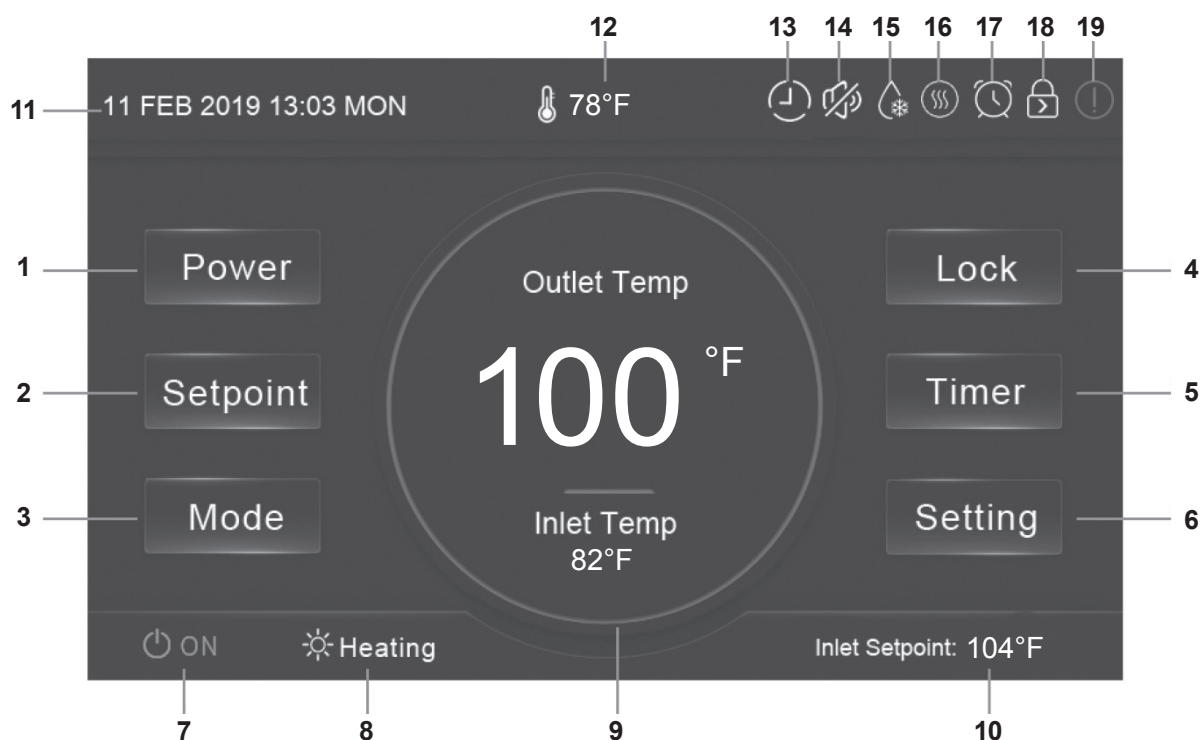 12 13 14 15 16 17 18 19
11 11 FEB 2019 13:03 MON 78°F
1 Power Lock 4
Outlet Temp
100 °F
2 Setpoint Timer 5
3 Mode Setting 6
Inlet Temp
82°F
ON Heating Inlet Setpoint: 104°F
7 8 9 10